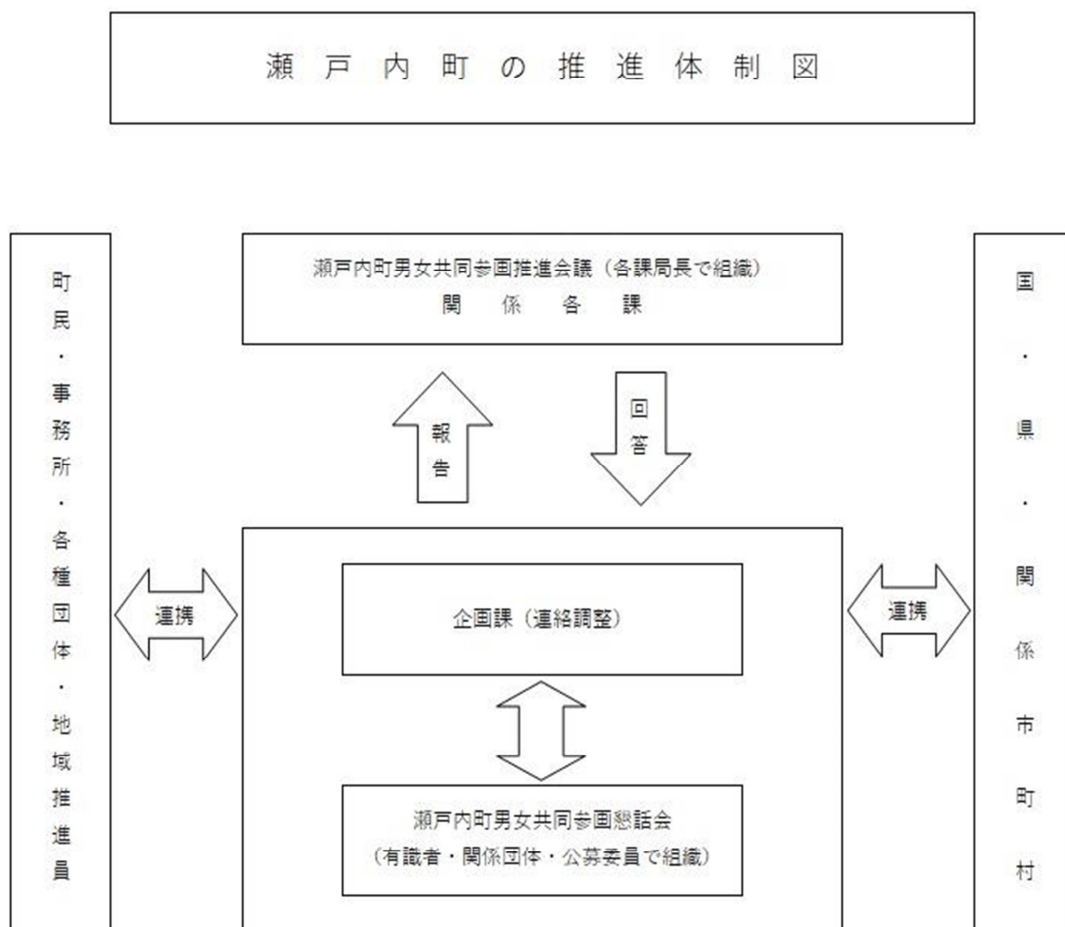 瀬戸内町の推進体制図
町民・事務所・各種団体・地域推進員
瀬戸内町男女共同参画推進会議（各課局長で組織）
関係各課
国・県・関係市町村
報告
回答
連携
企画課（連絡調整）
連携
瀬戸内町男女共同参画懇話会
（有識者・関係団体・公募委員で組織）